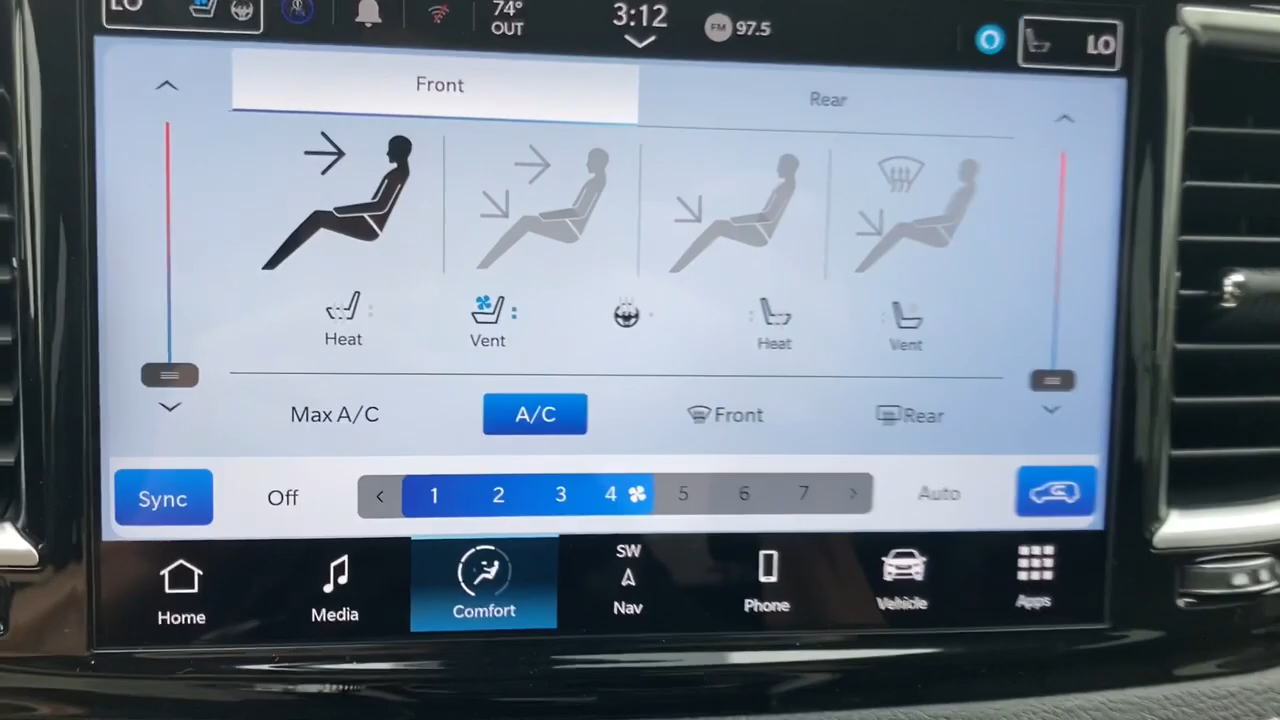 LO
74°
OUT
3:12
FM 97.5
LO
Front
Rear
Heat
Vent
Heat
Vent
Max A/C
A/C
Front
Rear
Sync
Off
< 1 2 3 4 5 6 7 >
Auto
Home
Media
Comfort
SW
Nav
Phone
Vehicle
Apps